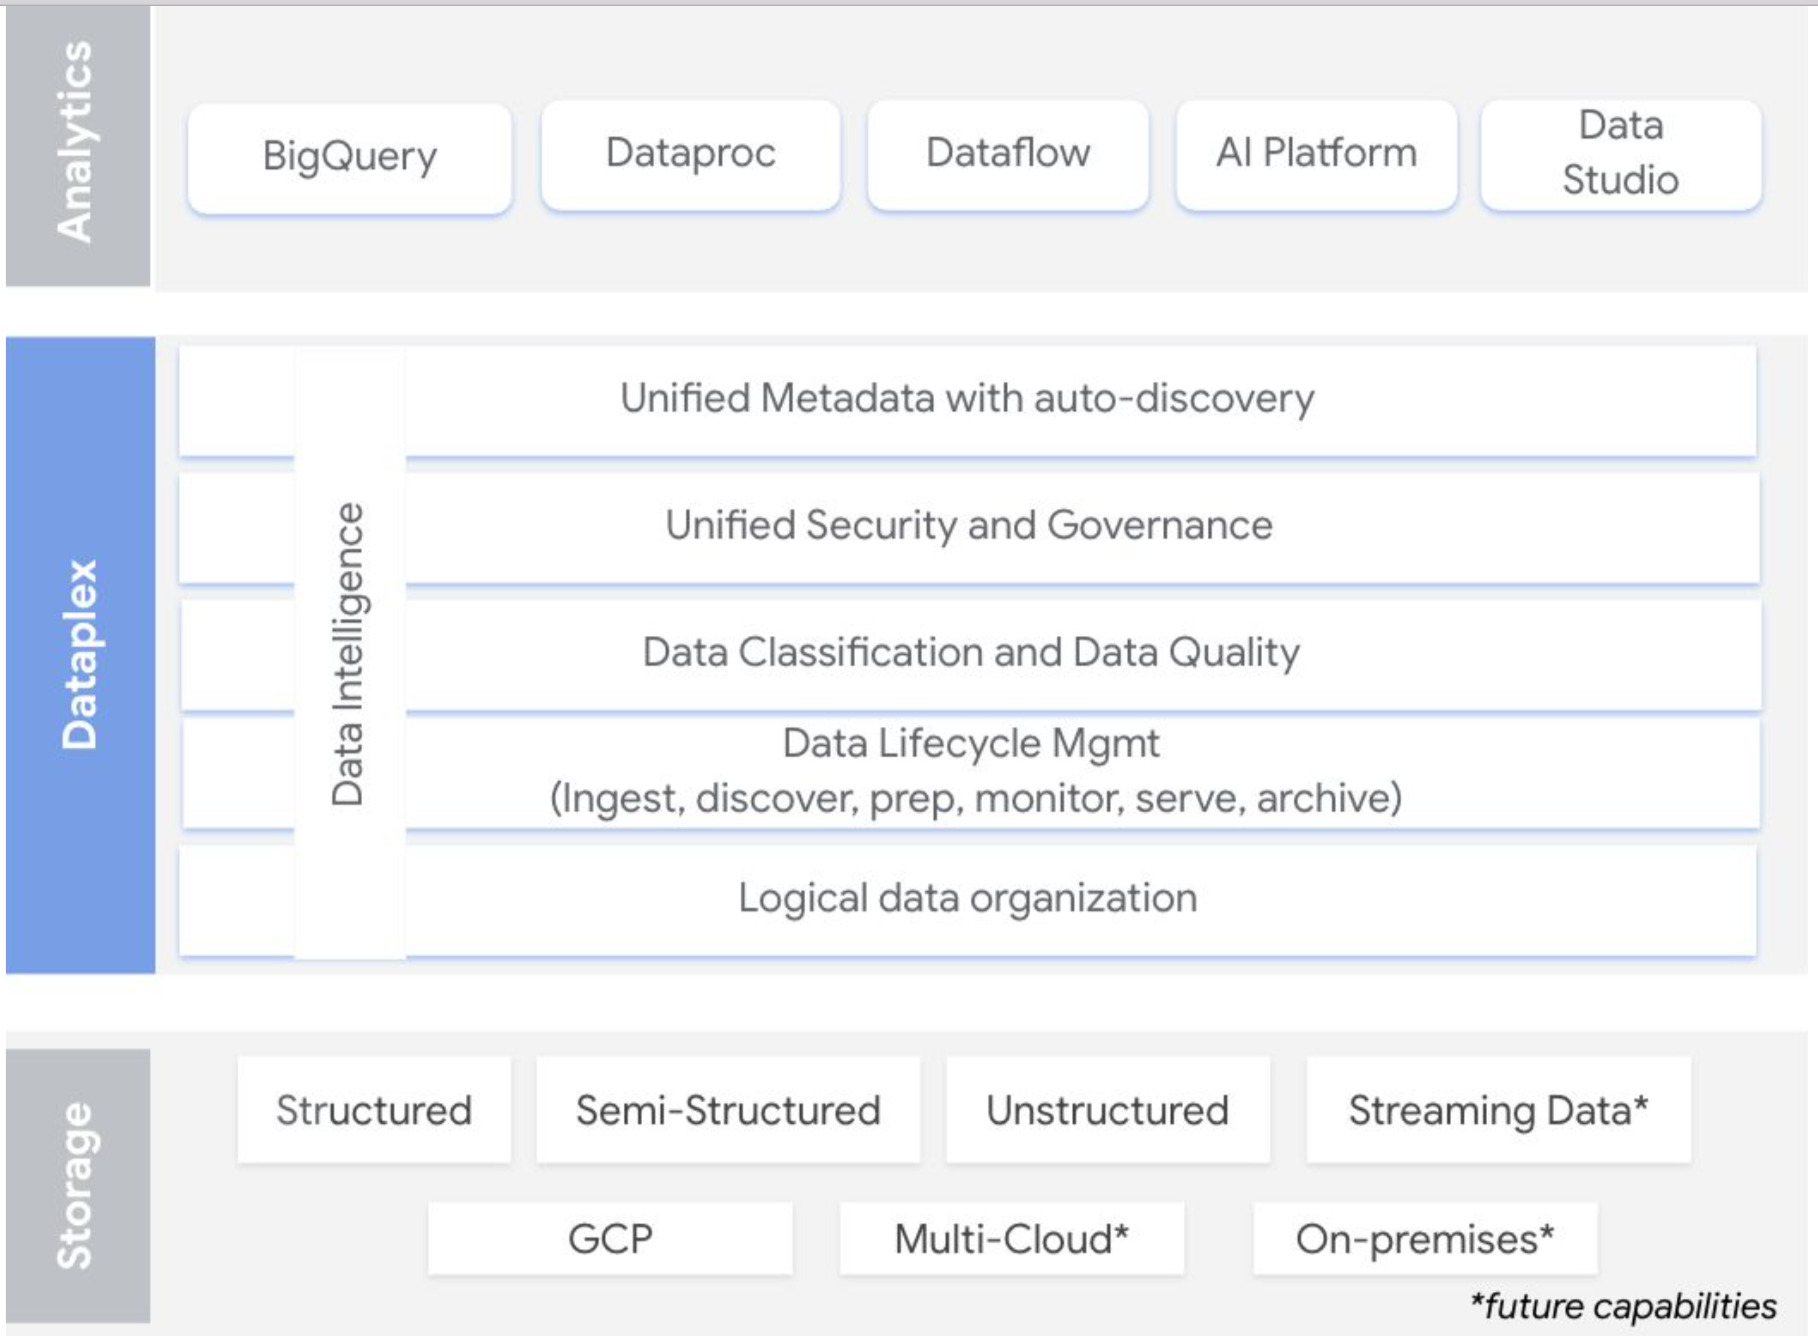 Analytics
BigQuery
Dataproc
Dataflow
AI Platform
Data
Studio
Dataplex
Data Intelligence
Unified Metadata with auto-discovery
Unified Security and Governance
Data Classification and Data Quality
Data Lifecycle Mgmt
(Ingest, discover, prep, monitor, serve, archive)
Logical data organization
Storage
Structured
Semi-Structured
Unstructured
Streaming Data*
GCP
Multi-Cloud*
On-premises*
*future capabilities